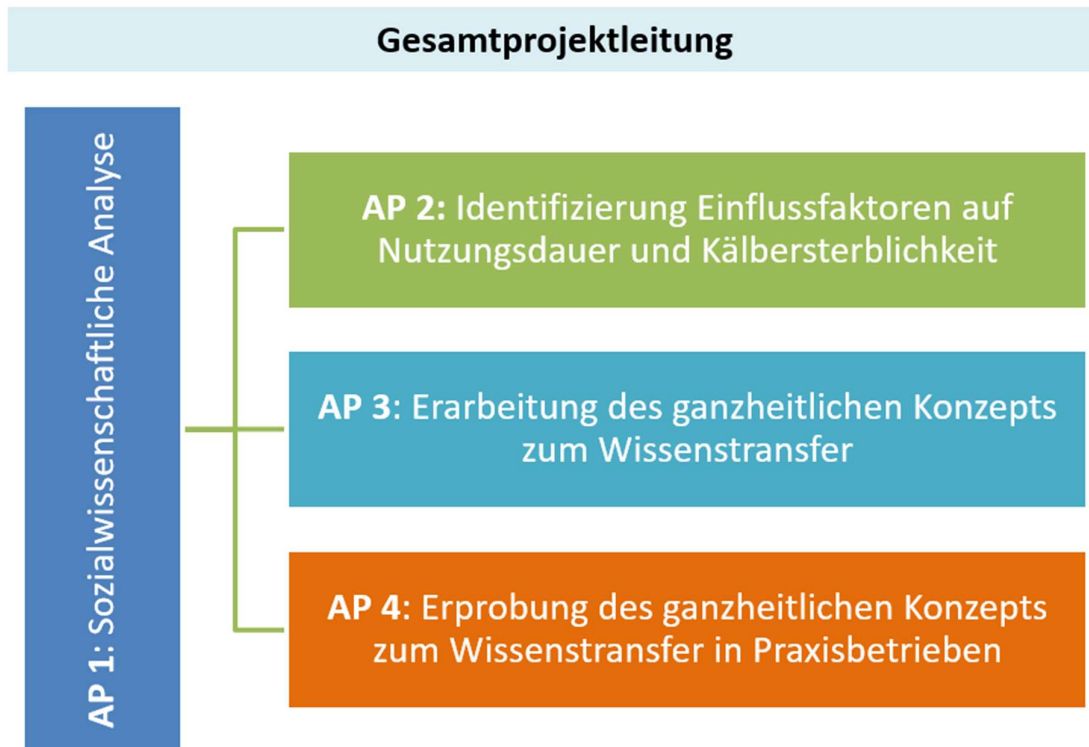 Gesamtprojektleitung
AP 1: Sozialwissenschaftliche Analyse
AP 2: Identifizierung Einflussfaktoren auf
Nutzungsdauer und Kälbersterblichkeit
AP 3: Erarbeitung des ganzheitlichen Konzepts
zum Wissenstransfer
AP 4: Erprobung des ganzheitlichen Konzepts
zum Wissenstransfer in Praxisbetrieben